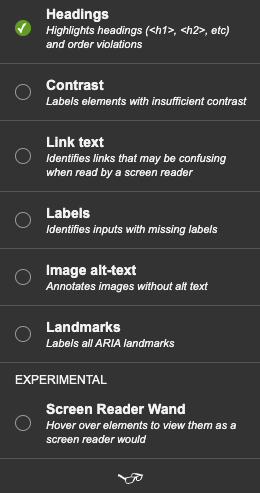 Headings
Highlights headings (<h1>, <h2>, etc)
and order violations
Contrast
Labels elements with insufficient contrast
Link text
Identifies links that may be confusing
when read by a screen reader
Labels
Identifies inputs with missing labels
Image alt-text
Annotates images without alt text
Landmarks
Labels all ARIA landmarks
EXPERIMENTAL
Screen Reader Wand
Hover over elements to view them as a
screen reader would